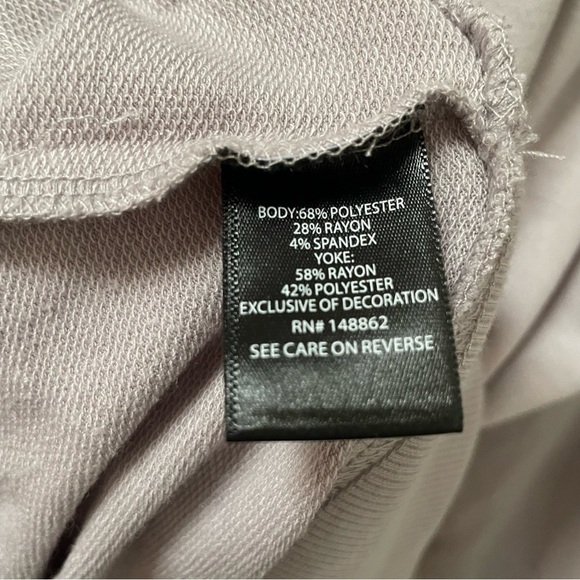 BODY:68% POLYESTER
28% RAYON
4% SPANDEX
YOKE:
58% RAYON
42% POLYESTER
EXCLUSIVE OF DECORATION
RN# 148862
SEE CARE ON REVERSE